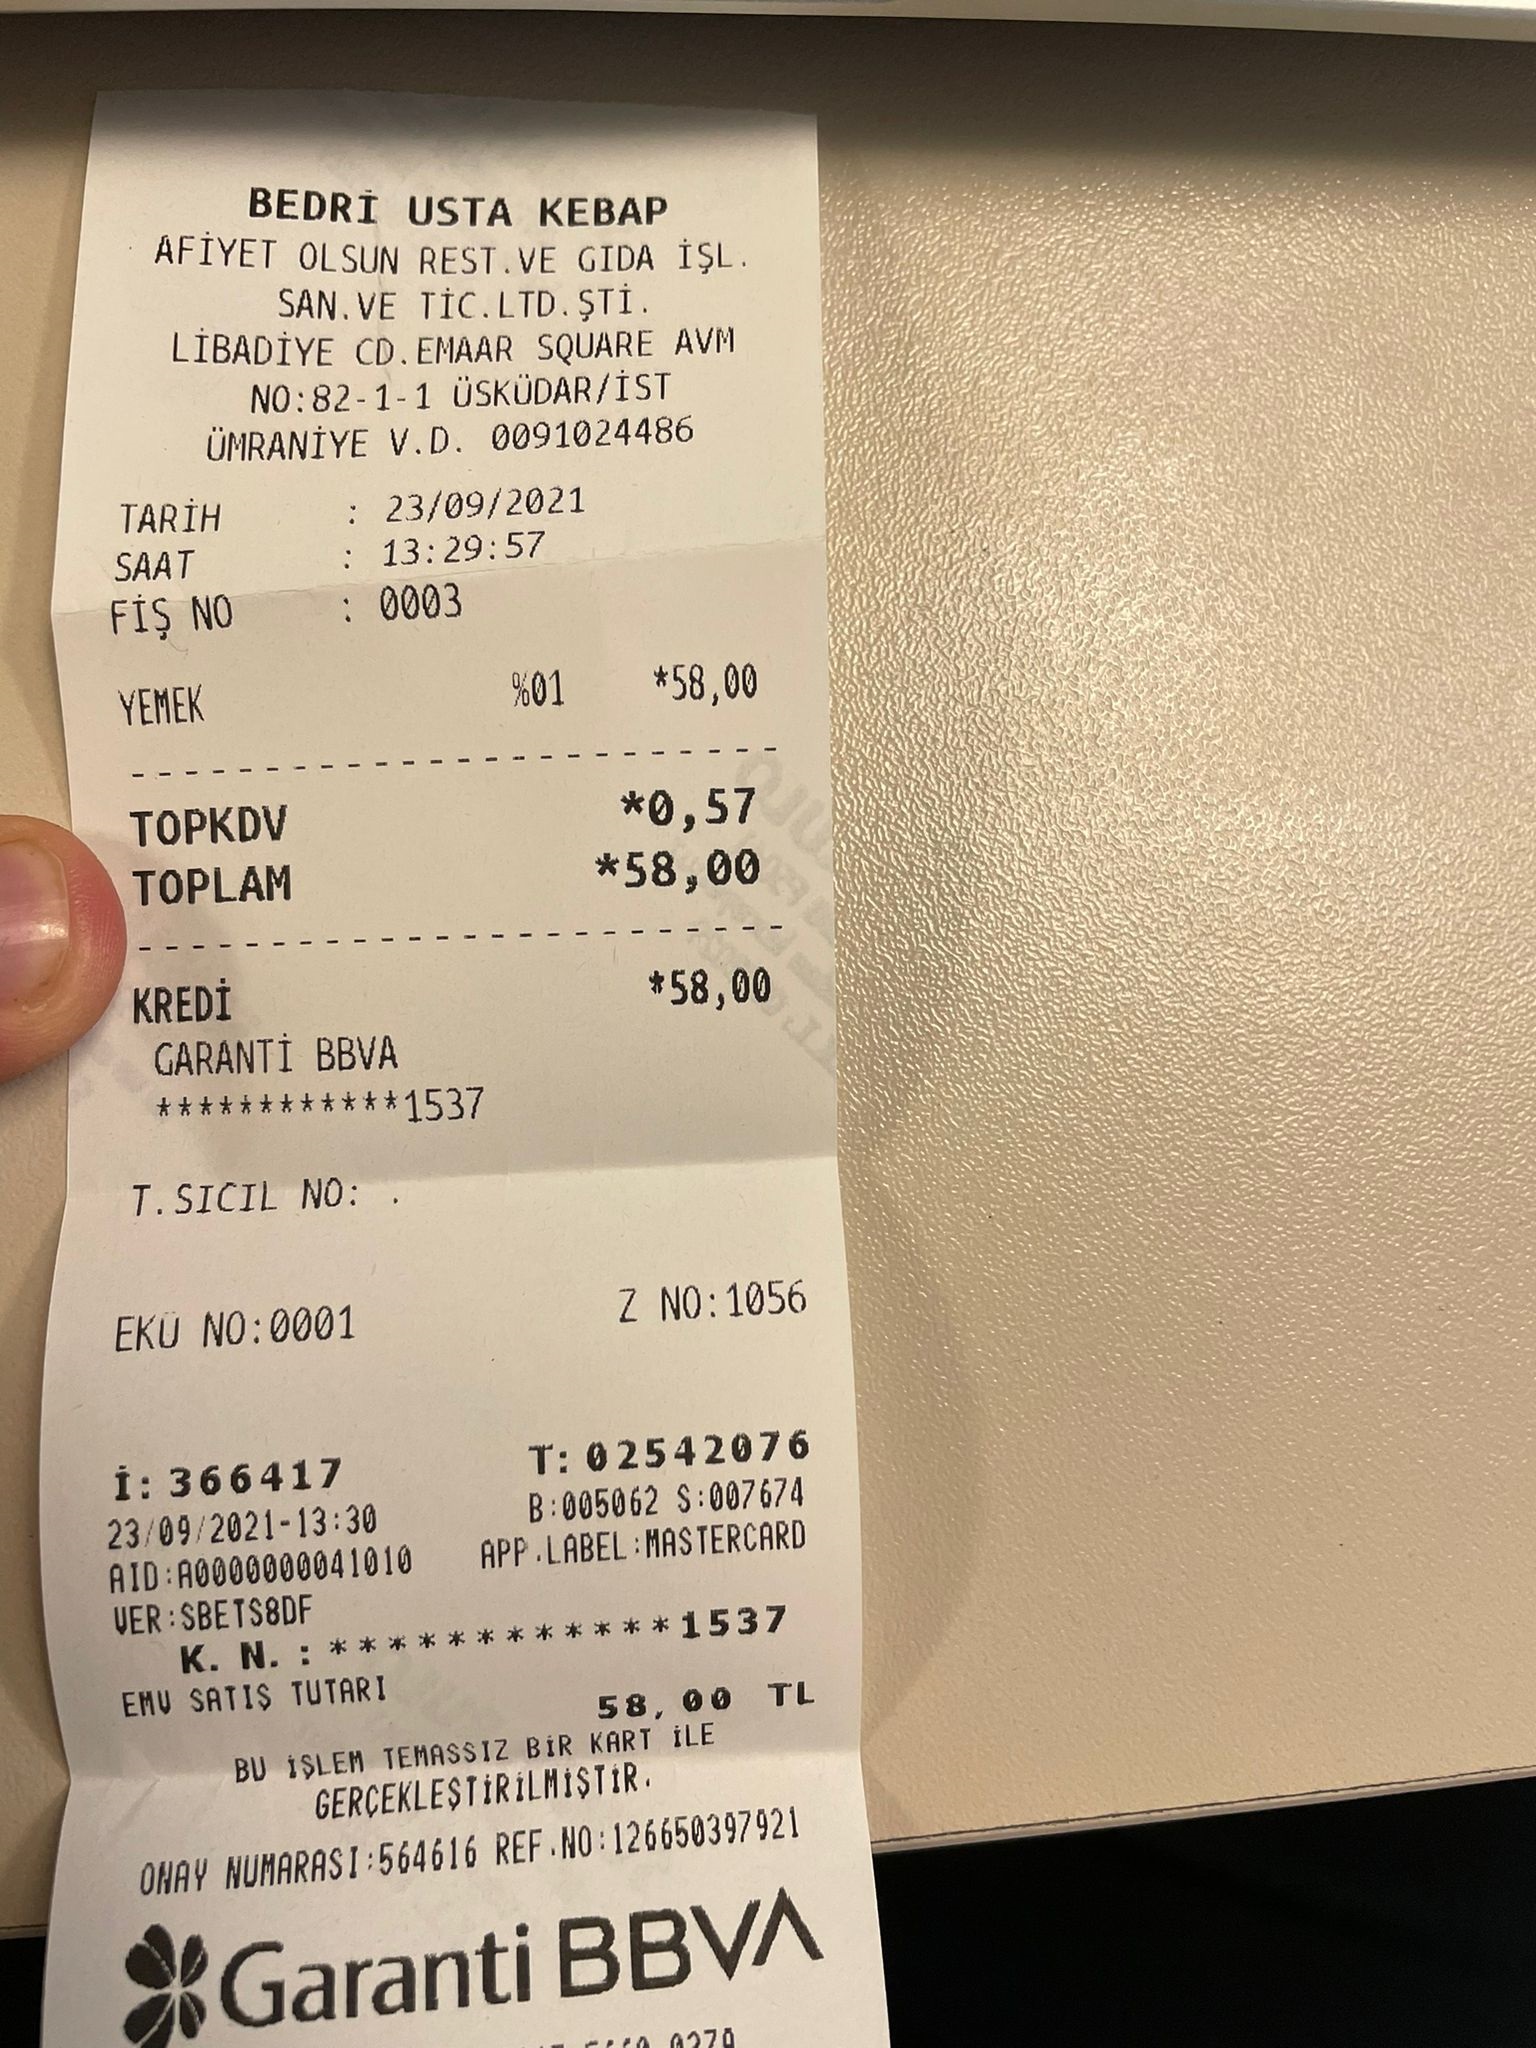 BEDRİ USTA KEBAP
AFİYET OLSUN REST.VE GIDA İŞL.
SAN.VE TİC.LTD.ŞTİ.
LİBADİYE CD.EMAAR SQUARE AVM
NO:82-1-1 ÜSKÜDAR/İST
ÜMRANİYE V.D. 0091024486
TARİH : 23/09/2021
SAAT : 13:29:57
FİŞ NO : 0003
YEMEK %01 *58,00
TOPKDV *0,57
TOPLAM *58,00
KREDİ *58,00
GARANTİ BBVA
************1537
T.SICIL NO: .
EKÜ NO:0001 Z NO:1056
İ: 366417 T: 02542076
23/09/2021-13:30 B:005062 S:007674
AID:A0000000041010 APP.LABEL:MASTERCARD
VER:SBETS8DF
K. N. : ************1537
EMV SATIŞ TUTARI 58,00 TL
BU İŞLEM TEMASSIZ BİR KART İLE
GERÇEKLEŞTİRİLMİŞTİR.
ONAY NUMARASI:564616 REF.NO:126650397921
Garanti BBVA